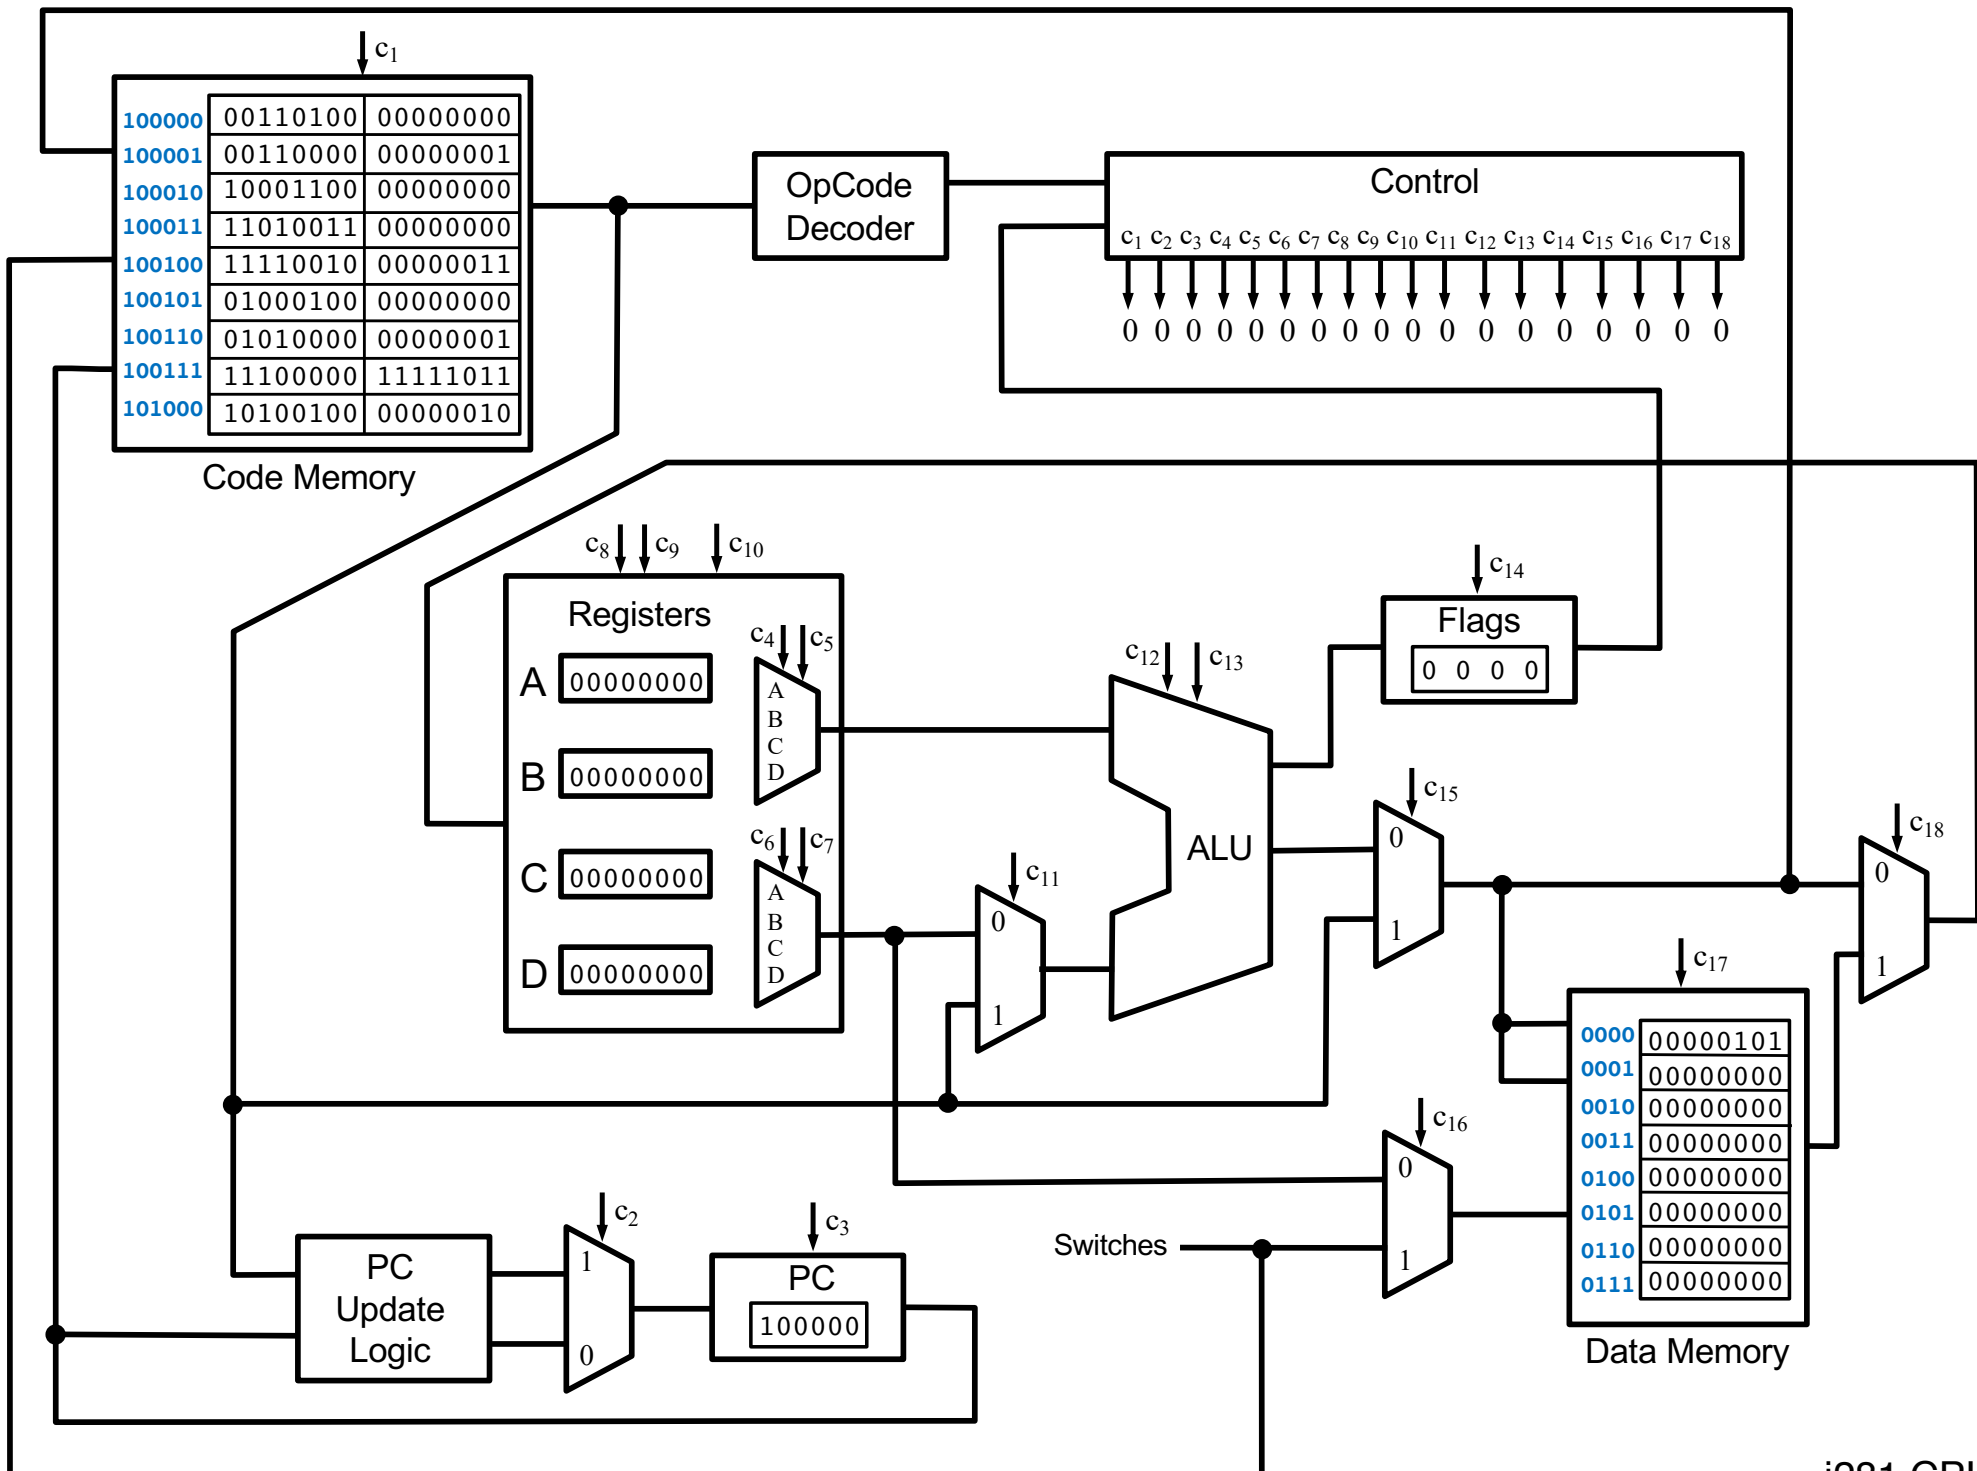 c1
100000 00110100 00000000
100001 00110000 00000001
100010 10001100 00000000
100011 11010011 00000000
100100 11110010 00000011
100101 01000100 00000000
100110 01010000 00000001
100111 11100000 11111011
101000 10100100 00000010
Code Memory
OpCode
Decoder
Control
c1 c2 c3 c4 c5 c6 c7 c8 c9 c10 c11 c12 c13 c14 c15 c16 c17 c18
0 0 0 0 0 0 0 0 0 0 0 0 0 0 0 0 0 0
c8 c9 c10
Registers
A 00000000
B 00000000
C 00000000
D 00000000
c4 c5
A
B
C
D
c6 c7
A
B
C
D
c11
0
1
c12 c13
ALU
c14
Flags
0 0 0 0
c15
0
1
c18
0
1
c17
0000 00000101
0001 00000000
0010 00000000
0011 00000000
0100 00000000
0101 00000000
0110 00000000
0111 00000000
Data Memory
c16
0
1
Switches
PC
Update
Logic
c2
1
0
c3
PC
100000